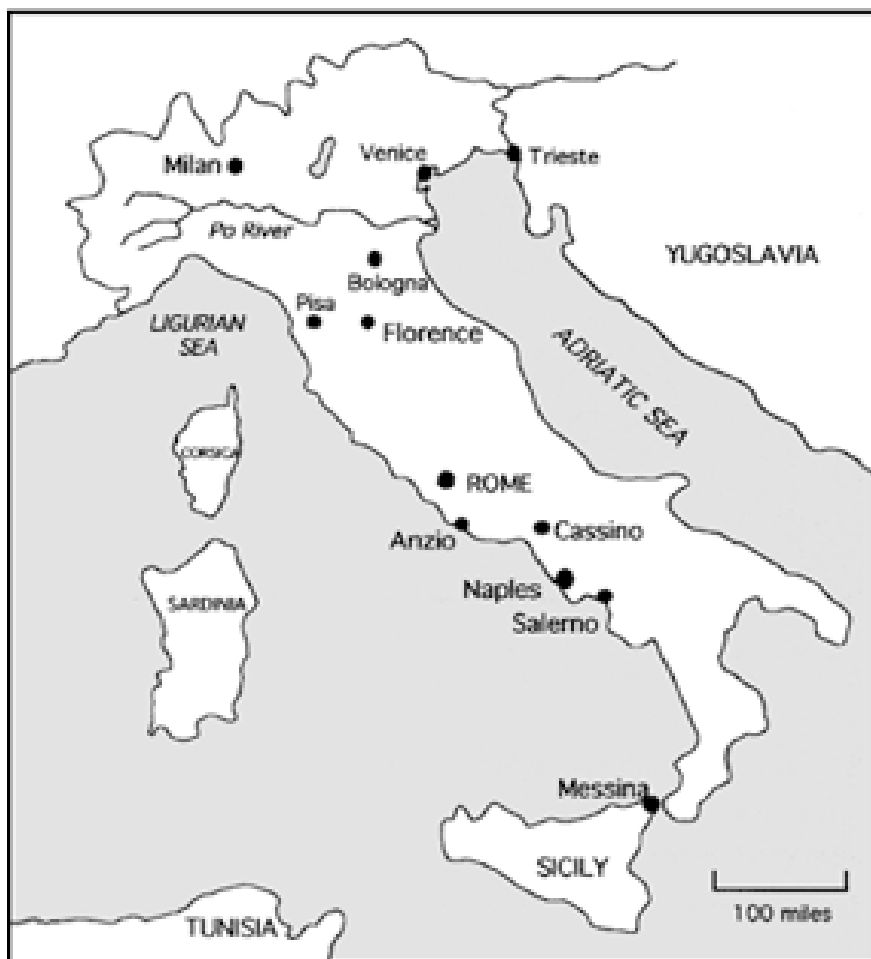 Milan
Venice
Trieste
Po River
YUGOSLAVIA
Bologna
Pisa
LIGURIAN
SEA
Florence
ADRIATIC SEA
CORSICA
ROME
Anzio
Cassino
Naples
SARDINIA
Salerno
Messina
SICILY
100 miles
TUNISIA